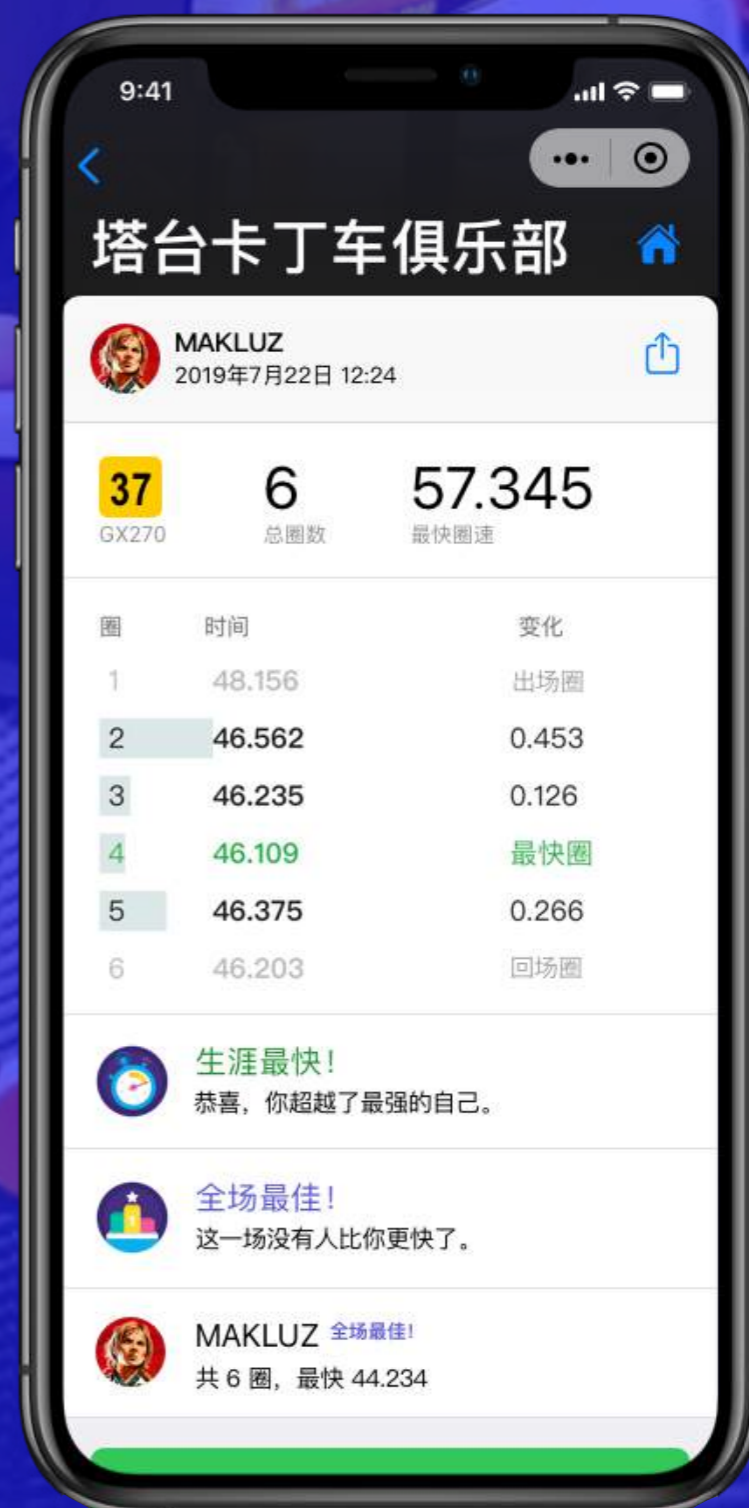 9:41
塔台卡丁车俱乐部
MAKLUZ
2019年7月22日 12:24
37 6 57.345
GX270 总圈数 最快圈速
圈 时间 变化
1 48.156 出场圈
2 46.562 0.453
3 46.235 0.126
4 46.109 最快圈
5 46.375 0.266
6 46.203 回场圈
生涯最快！
恭喜，你超越了最强的自己。
全场最佳！
这一场没有人比你更快了。
MAKLUZ 全场最佳!
共 6 圈，最快 44.234